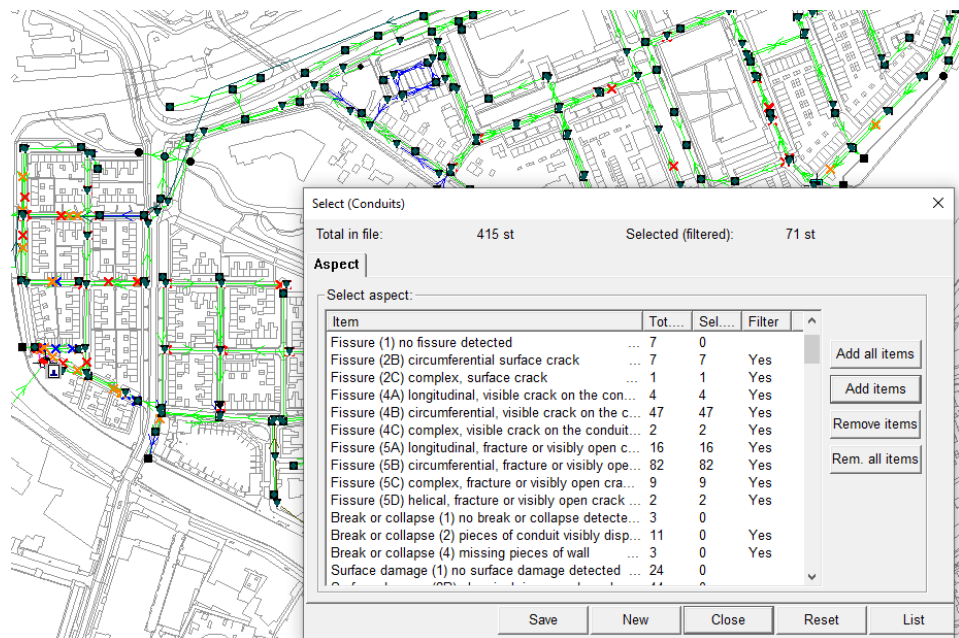 Select (Conduits)
Total in file: 415 st Selected (filtered): 71 st
Aspect
Select aspect:
Item Tot.... Sel.... Filter
Fissure (1) no fissure detected ... 7 0
Fissure (2B) circumferential surface crack ... 7 7 Yes
Fissure (2C) complex, surface crack ... 1 1 Yes
Fissure (4A) longitudinal, visible crack on the con... 4 4 Yes
Fissure (4B) circumferential, visible crack on the c... 47 47 Yes
Fissure (4C) complex, visible crack on the conduit... 2 2 Yes
Fissure (5A) longitudinal, fracture or visibly open c... 16 16 Yes
Fissure (5B) circumferential, fracture or visibly ope... 82 82 Yes
Fissure (5C) complex, fracture or visibly open cra... 9 9 Yes
Fissure (5D) helical, fracture or visibly open crack ... 2 2 Yes
Break or collapse (1) no break or collapse detecte... 3 0
Break or collapse (2) pieces of conduit visibly disp... 11 0 Yes
Break or collapse (4) missing pieces of wall ... 3 0 Yes
Surface damage (1) no surface damage detected ... 24 0
Add all items
Add items
Remove items
Rem. all items
Save New Close Reset List